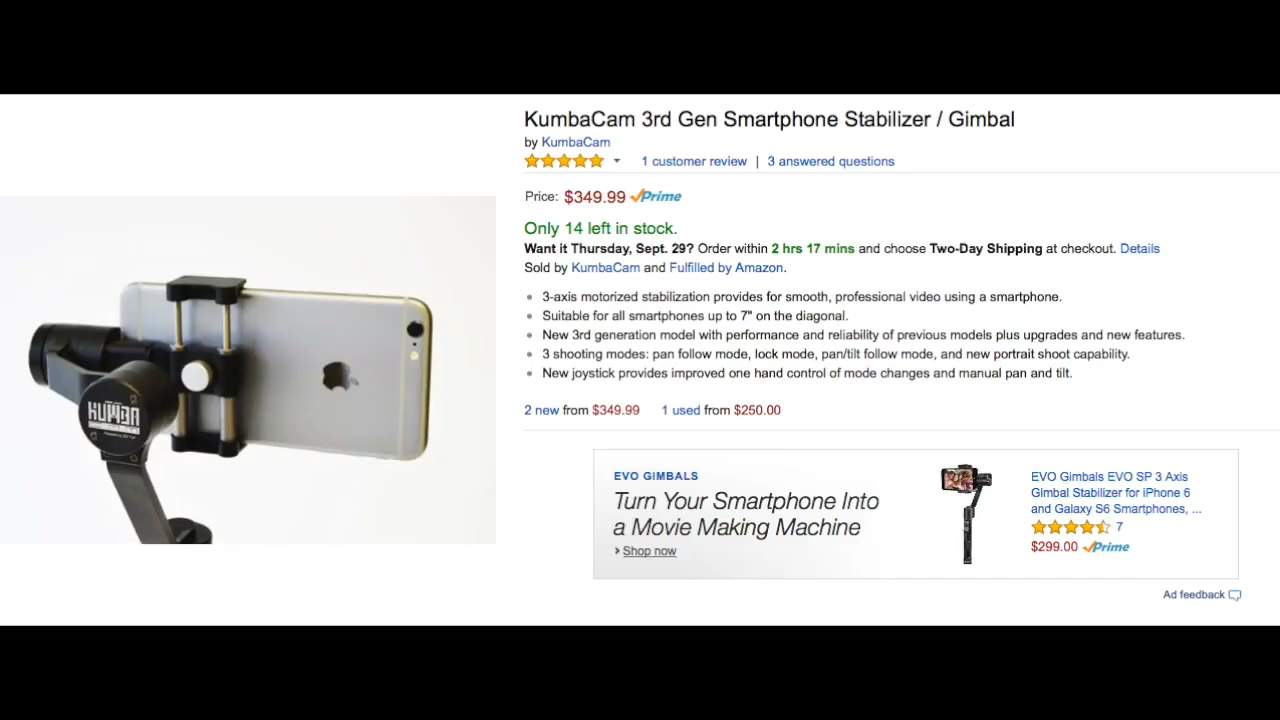 KumbaCam 3rd Gen Smartphone Stabilizer / Gimbal
by KumbaCam
1 customer review | 3 answered questions
Price: $349.99 Prime
Only 14 left in stock.
Want it Thursday, Sept. 29? Order within 2 hrs 17 mins and choose Two-Day Shipping at checkout. Details
Sold by KumbaCam and Fulfilled by Amazon.
3-axis motorized stabilization provides for smooth, professional video using a smartphone.
Suitable for all smartphones up to 7" on the diagonal.
New 3rd generation model with performance and reliability of previous models plus upgrades and new features.
3 shooting modes: pan follow mode, lock mode, pan/tilt follow mode, and new portrait shoot capability.
New joystick provides improved one hand control of mode changes and manual pan and tilt.
2 new from $349.99 1 used from $250.00
KUMBA
EVO GIMBALS
Turn Your Smartphone Into
a Movie Making Machine
Shop now
EVO Gimbals EVO SP 3 Axis
Gimbal Stabilizer for iPhone 6
and Galaxy S6 Smartphones, ...
7
$299.00 Prime
Ad feedback